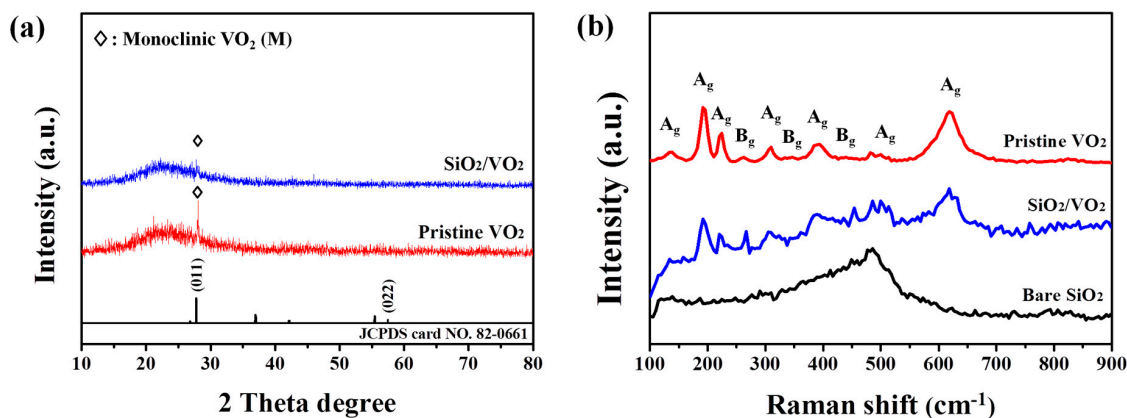 (a)
◇ : Monoclinic VO₂ (M)
SiO₂/VO₂
Pristine VO₂
(011)
(022)
JCPDS card NO. 82-0661
Intensity (a.u.)
10 20 30 40 50 60 70 80
2 Theta degree
(b)
Ag Ag Ag Bg Ag Bg Ag Bg Ag Ag
Pristine VO₂
SiO₂/VO₂
Bare SiO₂
Intensity (a.u.)
100 200 300 400 500 600 700 800 900
Raman shift (cm⁻¹)